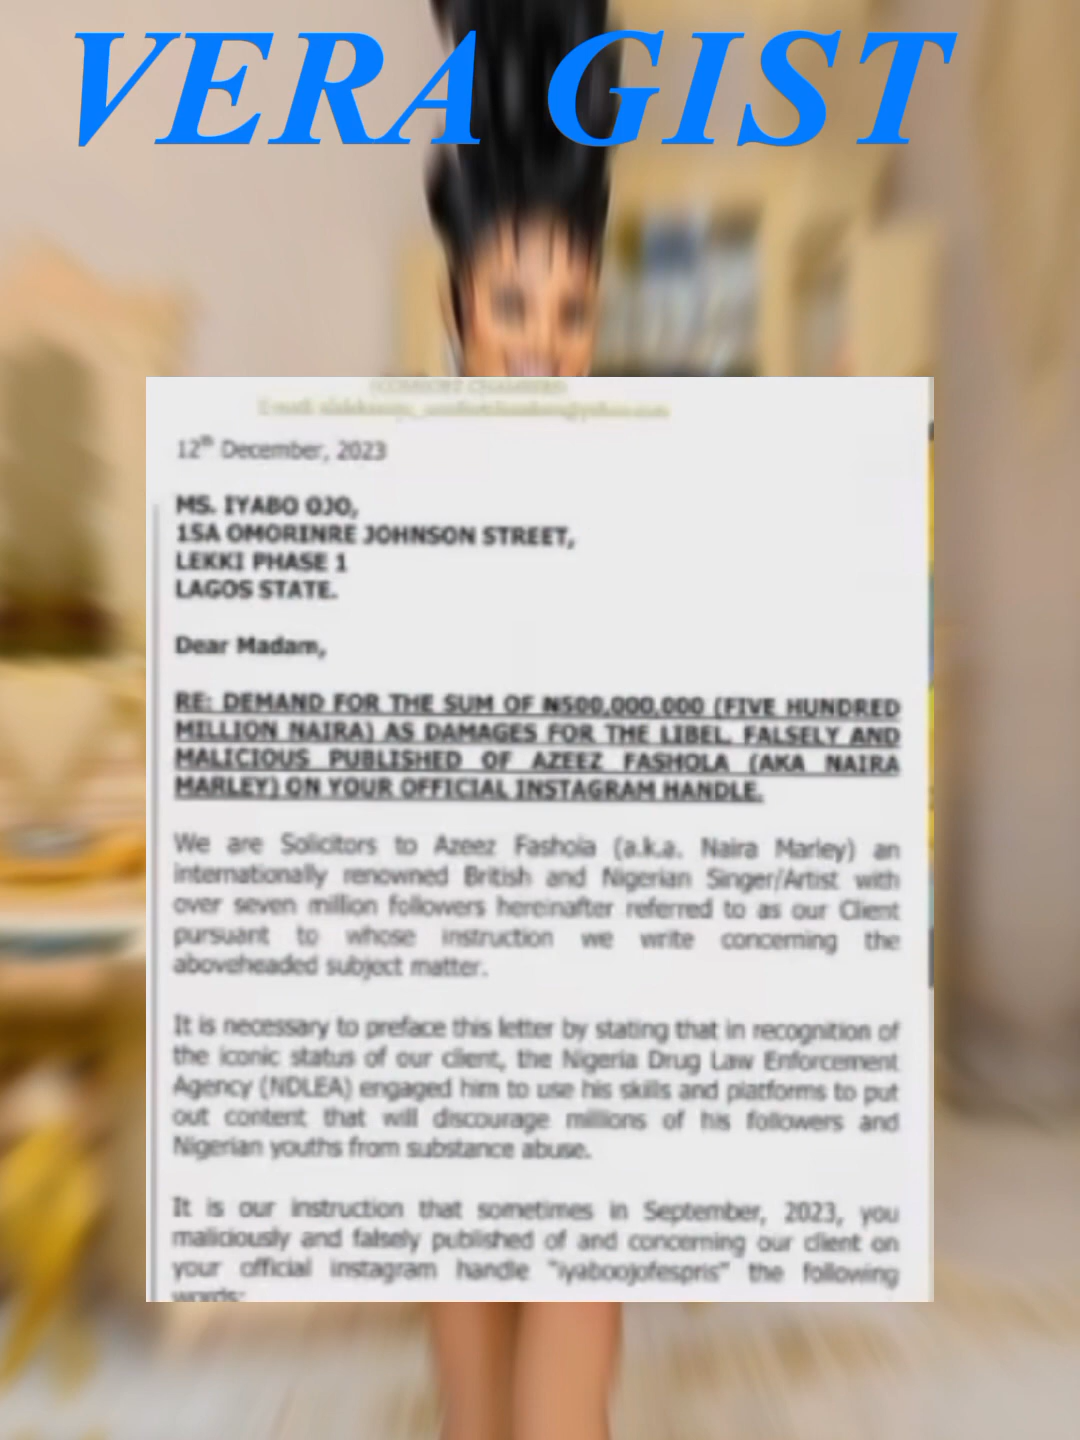 VERA GIST
12th December, 2023
MS. IYABO OJO,
15A OMORINRE JOHNSON STREET,
LEKKI PHASE 1
LAGOS STATE.
Dear Madam,
RE: DEMAND FOR THE SUM OF ₦500,000,000 (FIVE HUNDRED
MILLION NAIRA) AS DAMAGES FOR THE LIBEL, FALSELY AND
MALICIOUS PUBLISHED OF AZEEZ FASHOLA (AKA NAIRA
MARLEY) ON YOUR OFFICIAL INSTAGRAM HANDLE.
We are Solicitors to Azeez Fashola (a.k.a. Naira Marley) an
internationally renowned British and Nigerian Singer/Artist with
over seven million followers hereinafter referred to as our Client
pursuant to whose instruction we write concerning the
aboveheaded subject matter.
It is necessary to preface this letter by stating that in recognition of
the iconic status of our client, the Nigeria Drug Law Enforcement
Agency (NDLEA) engaged him to use his skills and platforms to put
out content that will discourage millions of his followers and
Nigerian youths from substance abuse.
It is our instruction that sometimes in September, 2023, you
maliciously and falsely published of and concerning our client on
your official instagram handle "iyaboojofespris" the following
words: